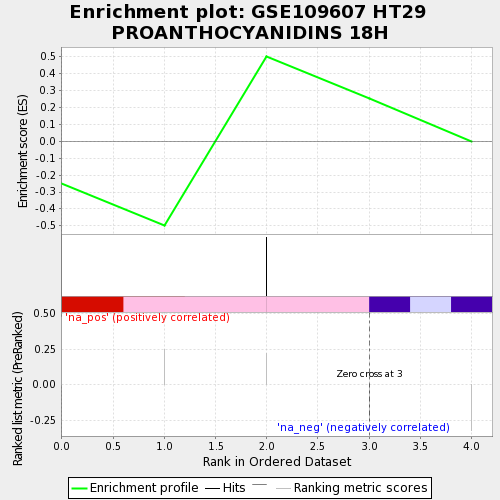 Enrichment plot: GSE109607 HT29
PROANTHOCYANIDINS 18H
Enrichment score (ES)
0.5
0.4
0.3
0.2
0.1
0.0
-0.1
-0.2
-0.3
-0.4
-0.5
'na_pos' (positively correlated)
Ranked list metric (PreRanked)
0.50
0.25
0.00
-0.25
Zero cross at 3
'na_neg' (negatively correlated)
0.0 0.5 1.0 1.5 2.0 2.5 3.0 3.5 4.0
Rank in Ordered Dataset
Enrichment profile Hits Ranking metric scores